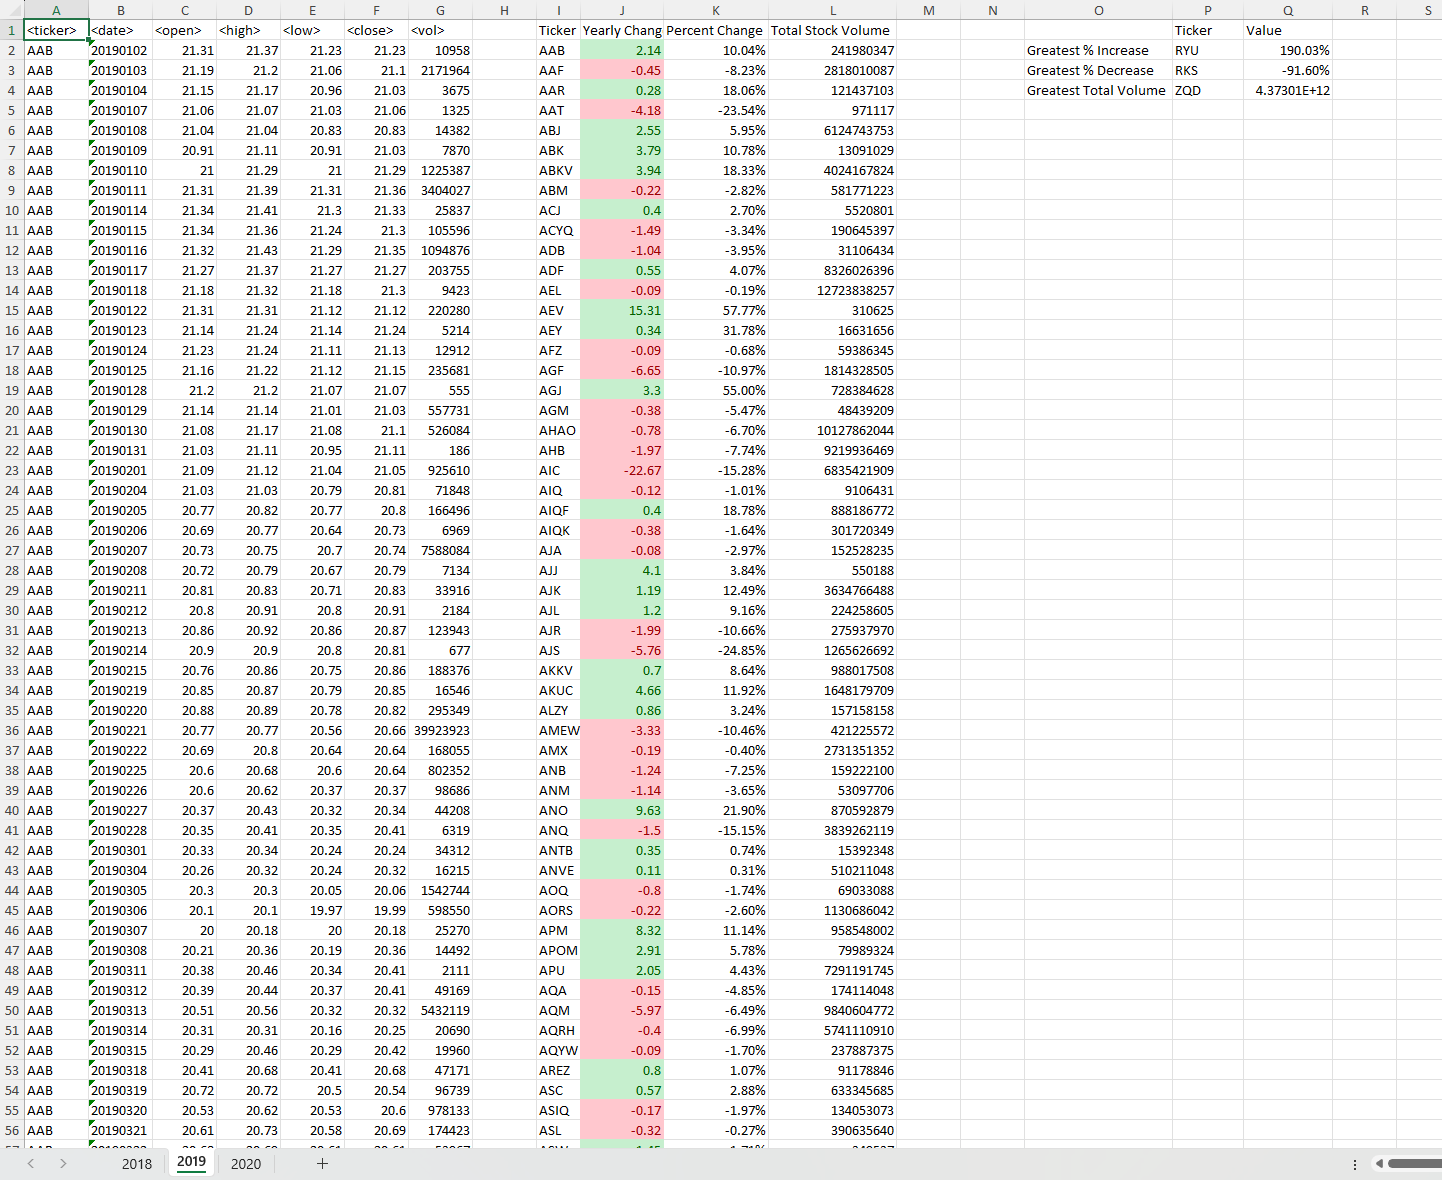 A B C D E F G H I J K L M N O P Q R S
1 <ticker> <date> <open> <high> <low> <close> <vol> Ticker Yearly Chang Percent Change Total Stock Volume Ticker Value
2 AAB 20190102 21.31 21.37 21.23 21.23 10958 AAB 2.14 10.04% 241980347 Greatest % Increase RYU 190.03%
3 AAB 20190103 21.19 21.2 21.06 21.1 2171964 AAF -0.45 -8.23% 2818010087 Greatest % Decrease RKS -91.60%
4 AAB 20190104 21.15 21.17 20.96 21.03 3675 AAR 0.28 18.06% 121437103 Greatest Total Volume ZQD 4.37301E+12
5 AAB 20190107 21.06 21.07 21.03 21.06 1325 AAT -4.18 -23.54% 971117
6 AAB 20190108 21.04 21.04 20.83 20.83 14382 ABJ 2.55 5.95% 6124743753
7 AAB 20190109 20.91 21.11 20.91 21.03 7870 ABK 3.79 10.78% 13091029
8 AAB 20190110 21 21.29 21 21.29 1225387 ABKV 3.94 18.33% 4024167824
9 AAB 20190111 21.31 21.39 21.31 21.36 3404027 ABM -0.22 -2.82% 581771223
10 AAB 20190114 21.34 21.41 21.3 21.33 25837 ACJ 0.4 2.70% 5520801
11 AAB 20190115 21.34 21.36 21.24 21.3 105596 ACYQ -1.49 -3.34% 190645397
12 AAB 20190116 21.32 21.43 21.29 21.35 1094876 ADB -1.04 -3.95% 31106434
13 AAB 20190117 21.27 21.37 21.27 21.27 203755 ADF 0.55 4.07% 8326026396
14 AAB 20190118 21.18 21.32 21.18 21.3 9423 AEL -0.09 -0.19% 12723838257
15 AAB 20190122 21.31 21.31 21.12 21.12 220280 AEV 15.31 57.77% 310625
16 AAB 20190123 21.14 21.24 21.14 21.24 5214 AEY 0.34 31.78% 16631656
17 AAB 20190124 21.23 21.24 21.11 21.13 12912 AFZ -0.09 -0.68% 59386345
18 AAB 20190125 21.16 21.22 21.12 21.15 235681 AGF -6.65 -10.97% 1814328505
19 AAB 20190128 21.2 21.2 21.07 21.07 555 AGJ 3.3 55.00% 728384628
20 AAB 20190129 21.14 21.14 21.01 21.03 557731 AGM -0.38 -5.47% 48439209
21 AAB 20190130 21.08 21.17 21.08 21.1 526084 AHAO -0.78 -6.70% 10127862044
22 AAB 20190131 21.03 21.11 20.95 21.11 186 AHB -1.97 -7.74% 9219936469
23 AAB 20190201 21.09 21.12 21.04 21.05 925610 AIC -22.67 -15.28% 6835421909
24 AAB 20190204 21.03 21.03 20.79 20.81 71848 AIQ -0.12 -1.01% 9106431
25 AAB 20190205 20.77 20.82 20.77 20.8 166496 AIQF 0.4 18.78% 888186772
26 AAB 20190206 20.69 20.77 20.64 20.73 6969 AIQK -0.38 -1.64% 301720349
27 AAB 20190207 20.73 20.75 20.7 20.74 7588084 AJA -0.08 -2.97% 152528235
28 AAB 20190208 20.72 20.79 20.67 20.79 7134 AJJ 4.1 3.84% 550188
29 AAB 20190211 20.81 20.83 20.71 20.83 33916 AJK 1.19 12.49% 3634766488
30 AAB 20190212 20.8 20.91 20.8 20.91 2184 AJL 1.2 9.16% 224258605
31 AAB 20190213 20.86 20.92 20.86 20.87 123943 AJR -1.99 -10.66% 275937970
32 AAB 20190214 20.9 20.9 20.8 20.81 677 AJS -5.76 -24.85% 1265626692
33 AAB 20190215 20.76 20.86 20.75 20.86 188376 AKKV 0.7 8.64% 988017508
34 AAB 20190219 20.85 20.87 20.79 20.85 16546 AKUC 4.66 11.92% 1648179709
35 AAB 20190220 20.88 20.89 20.78 20.82 295349 ALZY 0.86 3.24% 157158158
36 AAB 20190221 20.77 20.77 20.56 20.66 39923923 AMEW -3.33 -10.46% 421225572
37 AAB 20190222 20.69 20.8 20.64 20.64 168055 AMX -0.19 -0.40% 2731351352
38 AAB 20190225 20.6 20.68 20.6 20.64 802352 ANB -1.24 -7.25% 159222100
39 AAB 20190226 20.6 20.62 20.37 20.37 98686 ANM -1.14 -3.65% 53097706
40 AAB 20190227 20.37 20.43 20.32 20.34 44208 ANO 9.63 21.90% 870592879
41 AAB 20190228 20.35 20.41 20.35 20.41 6319 ANQ -1.5 -15.15% 3839262119
42 AAB 20190301 20.33 20.34 20.24 20.24 34312 ANTB 0.35 0.74% 15392348
43 AAB 20190304 20.26 20.32 20.24 20.32 16215 ANVE 0.11 0.31% 510211048
44 AAB 20190305 20.3 20.3 20.05 20.06 1542744 AOQ -0.8 -1.74% 69033088
45 AAB 20190306 20.1 20.1 19.97 19.99 598550 AORS -0.22 -2.60% 1130686042
46 AAB 20190307 20 20.18 20 20.18 25270 APM 8.32 11.14% 958548002
47 AAB 20190308 20.21 20.36 20.19 20.36 14492 APOM 2.91 5.78% 79989324
48 AAB 20190311 20.38 20.46 20.34 20.41 2111 APU 2.05 4.43% 7291191745
49 AAB 20190312 20.39 20.44 20.37 20.41 49169 AQA -0.15 -4.85% 174114048
50 AAB 20190313 20.51 20.56 20.32 20.32 5432119 AQM -5.97 -6.49% 9840604772
51 AAB 20190314 20.31 20.31 20.16 20.25 20690 AQRH -0.4 -6.99% 5741110910
52 AAB 20190315 20.29 20.46 20.29 20.42 19960 AQYW -0.09 -1.70% 237887375
53 AAB 20190318 20.41 20.68 20.41 20.68 47171 AREZ 0.8 1.07% 91178846
54 AAB 20190319 20.72 20.72 20.5 20.54 96739 ASC 0.57 2.88% 633345685
55 AAB 20190320 20.53 20.62 20.53 20.6 978133 ASIQ -0.17 -1.97% 134053073
56 AAB 20190321 20.61 20.73 20.58 20.69 174423 ASL -0.32 -0.27% 390635640
2018 2019 2020